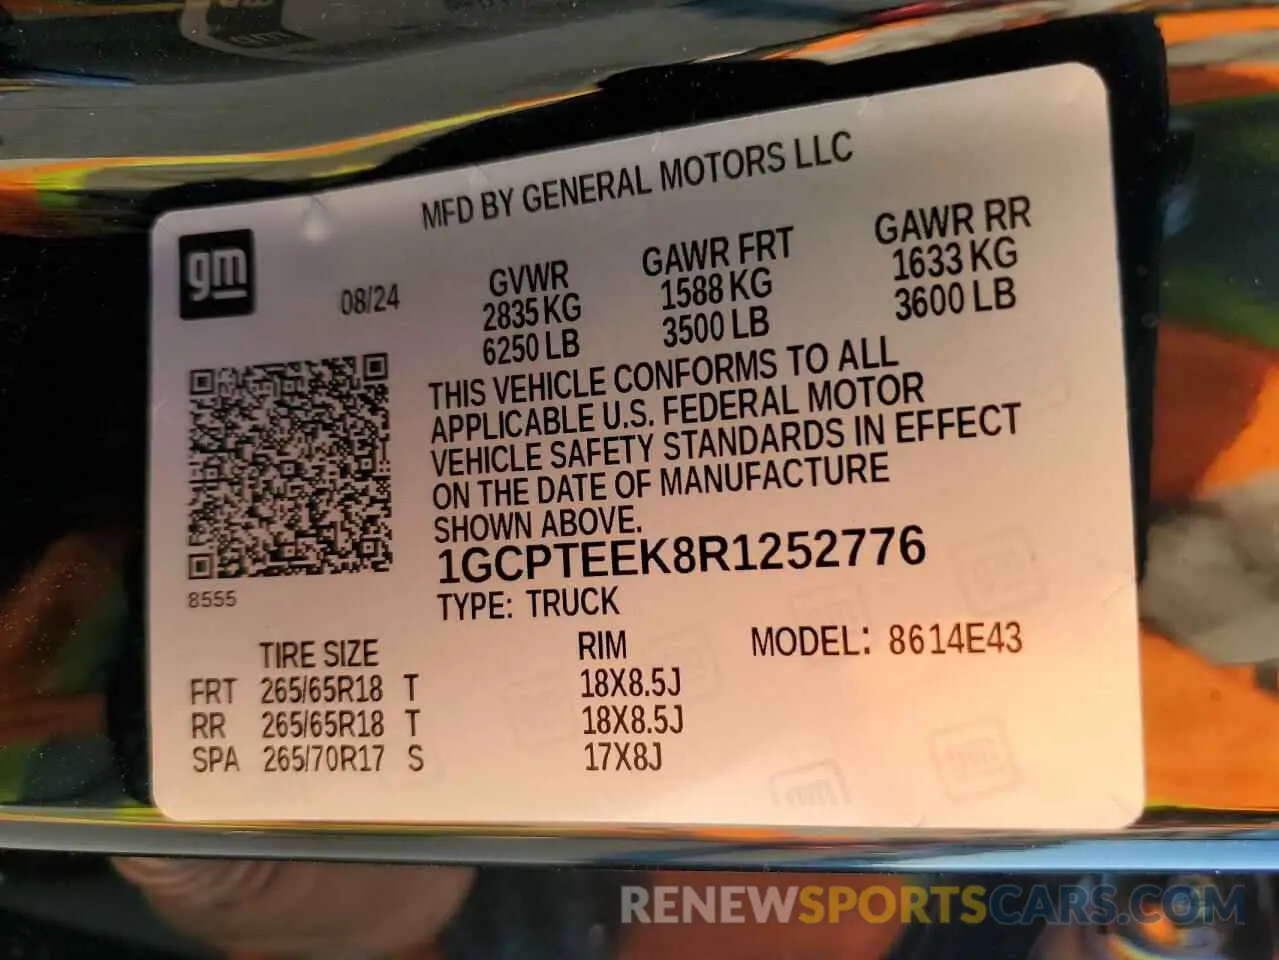 MFD BY GENERAL MOTORS LLC
gm
08/24
GVWR
2835 KG
6250 LB
GAWR FRT
1588 KG
3500 LB
GAWR RR
1633 KG
3600 LB
THIS VEHICLE CONFORMS TO ALL
APPLICABLE U.S. FEDERAL MOTOR
VEHICLE SAFETY STANDARDS IN EFFECT
ON THE DATE OF MANUFACTURE
SHOWN ABOVE.
1GCPTEEK8R1252776
8555
TYPE: TRUCK
TIRE SIZE RIM MODEL: 8614E43
FRT 265/65R18 T 18X8.5J
RR 265/65R18 T 18X8.5J
SPA 265/70R17 S 17X8J
RENEWSPORTSCARS.COM